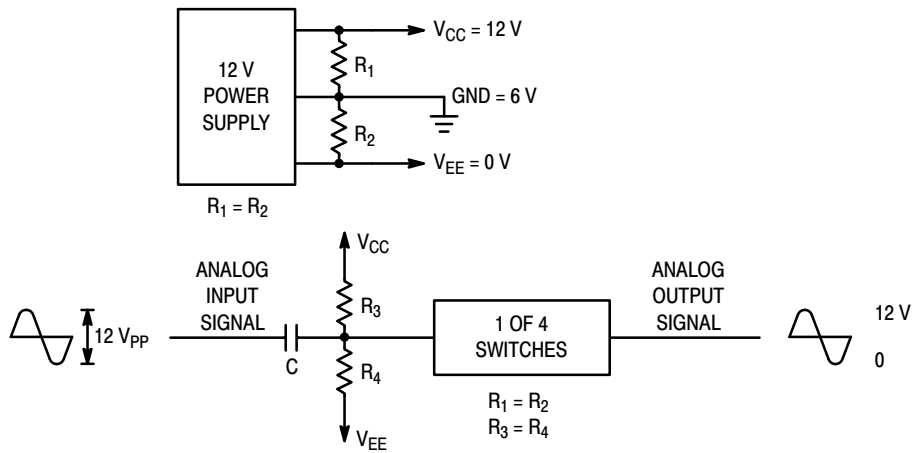 12 V
POWER
SUPPLY
V_CC = 12 V
R_1
GND = 6 V
R_2
V_EE = 0 V
R_1 = R_2
12 V_PP
ANALOG
INPUT
SIGNAL
C
V_CC
R_3
R_4
V_EE
1 OF 4
SWITCHES
R_1 = R_2
R_3 = R_4
ANALOG
OUTPUT
SIGNAL
12 V
0